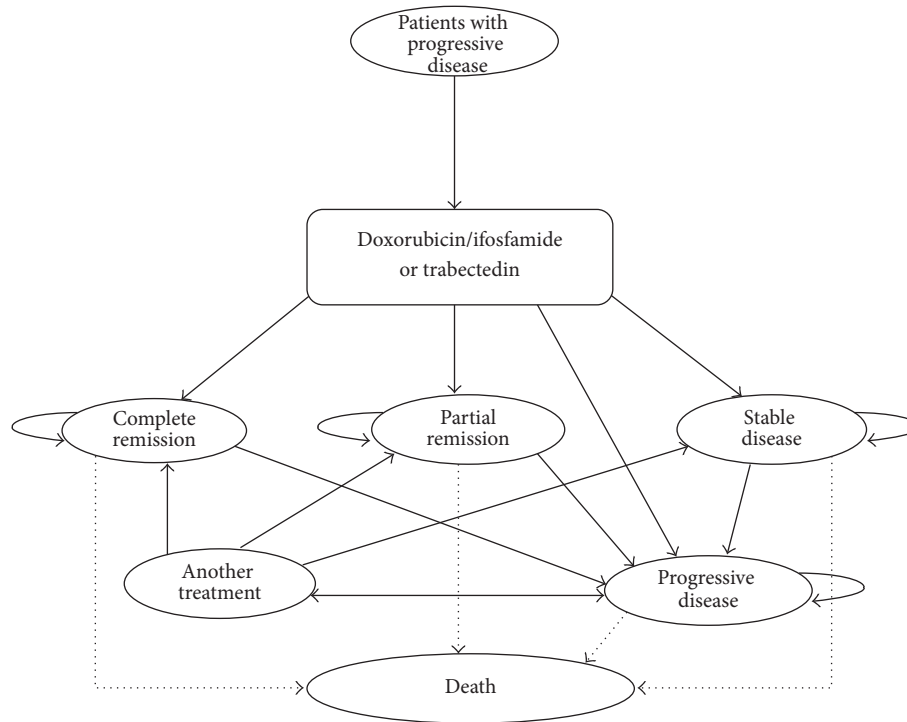 Patients with
progressive
disease
Doxorubicin/ifosfamide
or trabectedin
Complete
remission
Partial
remission
Stable
disease
Another
treatment
Progressive
disease
Death